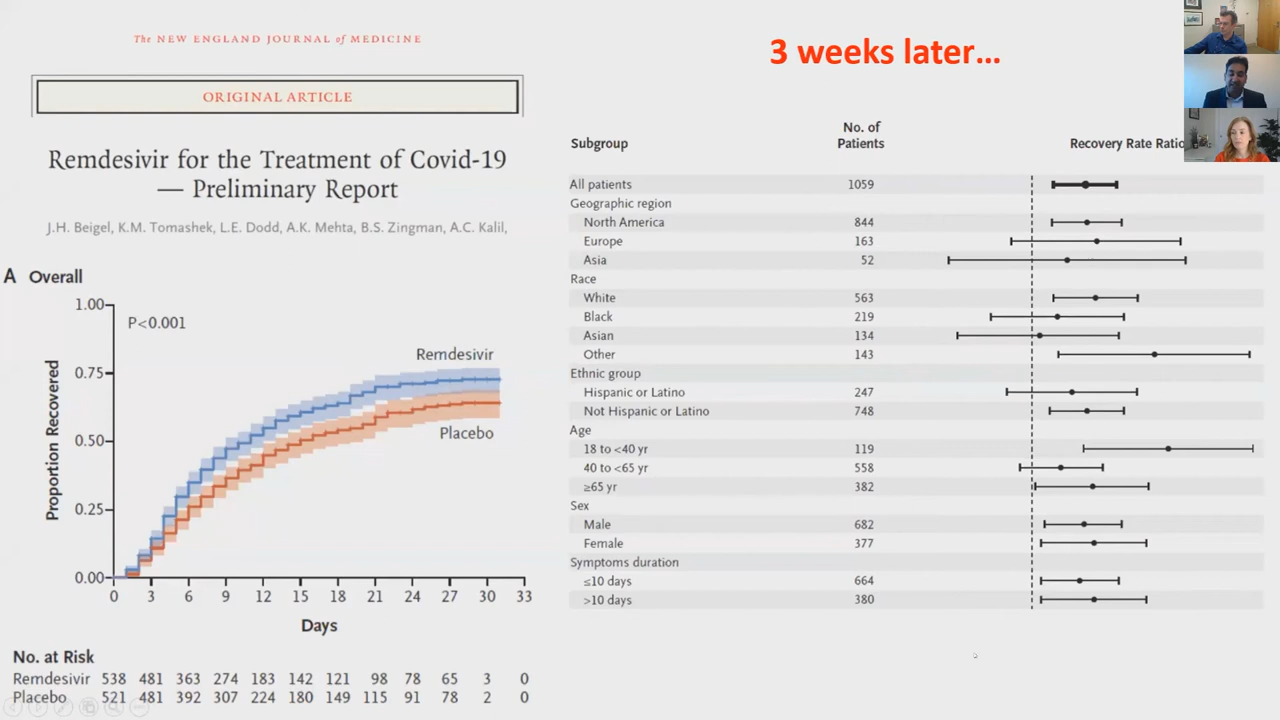 The NEW ENGLAND JOURNAL of MEDICINE
ORIGINAL ARTICLE
Remdesivir for the Treatment of Covid-19
— Preliminary Report
J.H. Beigel, K.M. Tomashek, L.E. Dodd, A.K. Mehta, B.S. Zingman, A.C. Kalil,
A Overall
1.00
0.75
0.50
0.25
0.00
Proportion Recovered
P<0.001
Remdesivir
Placebo
0 3 6 9 12 15 18 21 24 27 30 33
Days
No. at Risk
Remdesivir 538 481 363 274 183 142 121 98 78 65 3 0
Placebo 521 481 392 307 224 180 149 115 91 78 2 0
3 weeks later…
Subgroup No. of Patients Recovery Rate Ratio
All patients 1059
Geographic region
North America 844
Europe 163
Asia 52
Race
White 563
Black 219
Asian 134
Other 143
Ethnic group
Hispanic or Latino 247
Not Hispanic or Latino 748
Age
18 to <40 yr 119
40 to <65 yr 558
≥65 yr 382
Sex
Male 682
Female 377
Symptoms duration
≤10 days 664
>10 days 380